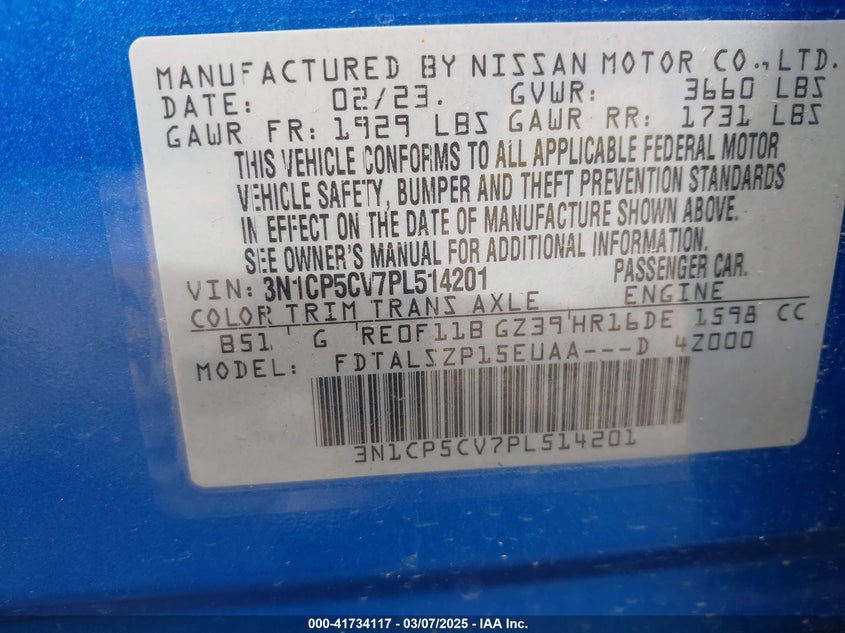 MANUFACTURED BY NISSAN MOTOR CO., LTD.
DATE: 02/23. GVWR: 3660 LBS
GAWR FR: 1929 LBS GAWR RR: 1731 LBS
THIS VEHICLE CONFORMS TO ALL APPLICABLE FEDERAL MOTOR
VEHICLE SAFETY, BUMPER AND THEFT PREVENTION STANDARDS
IN EFFECT ON THE DATE OF MANUFACTURE SHOWN ABOVE.
SEE OWNER'S MANUAL FOR ADDITIONAL INFORMATION.
VIN: 3N1CP5CV7PL514201 PASSENGER CAR.
COLOR TRIM TRANS AXLE ENGINE
B51 G RE0F11B GZ39 HR16DE 1598 CC
MODEL: FDTALSZP15EUAA---D 4Z000
3N1CP5CV7PL514201
000-41734117 — 03/07/2025 — IAA Inc.